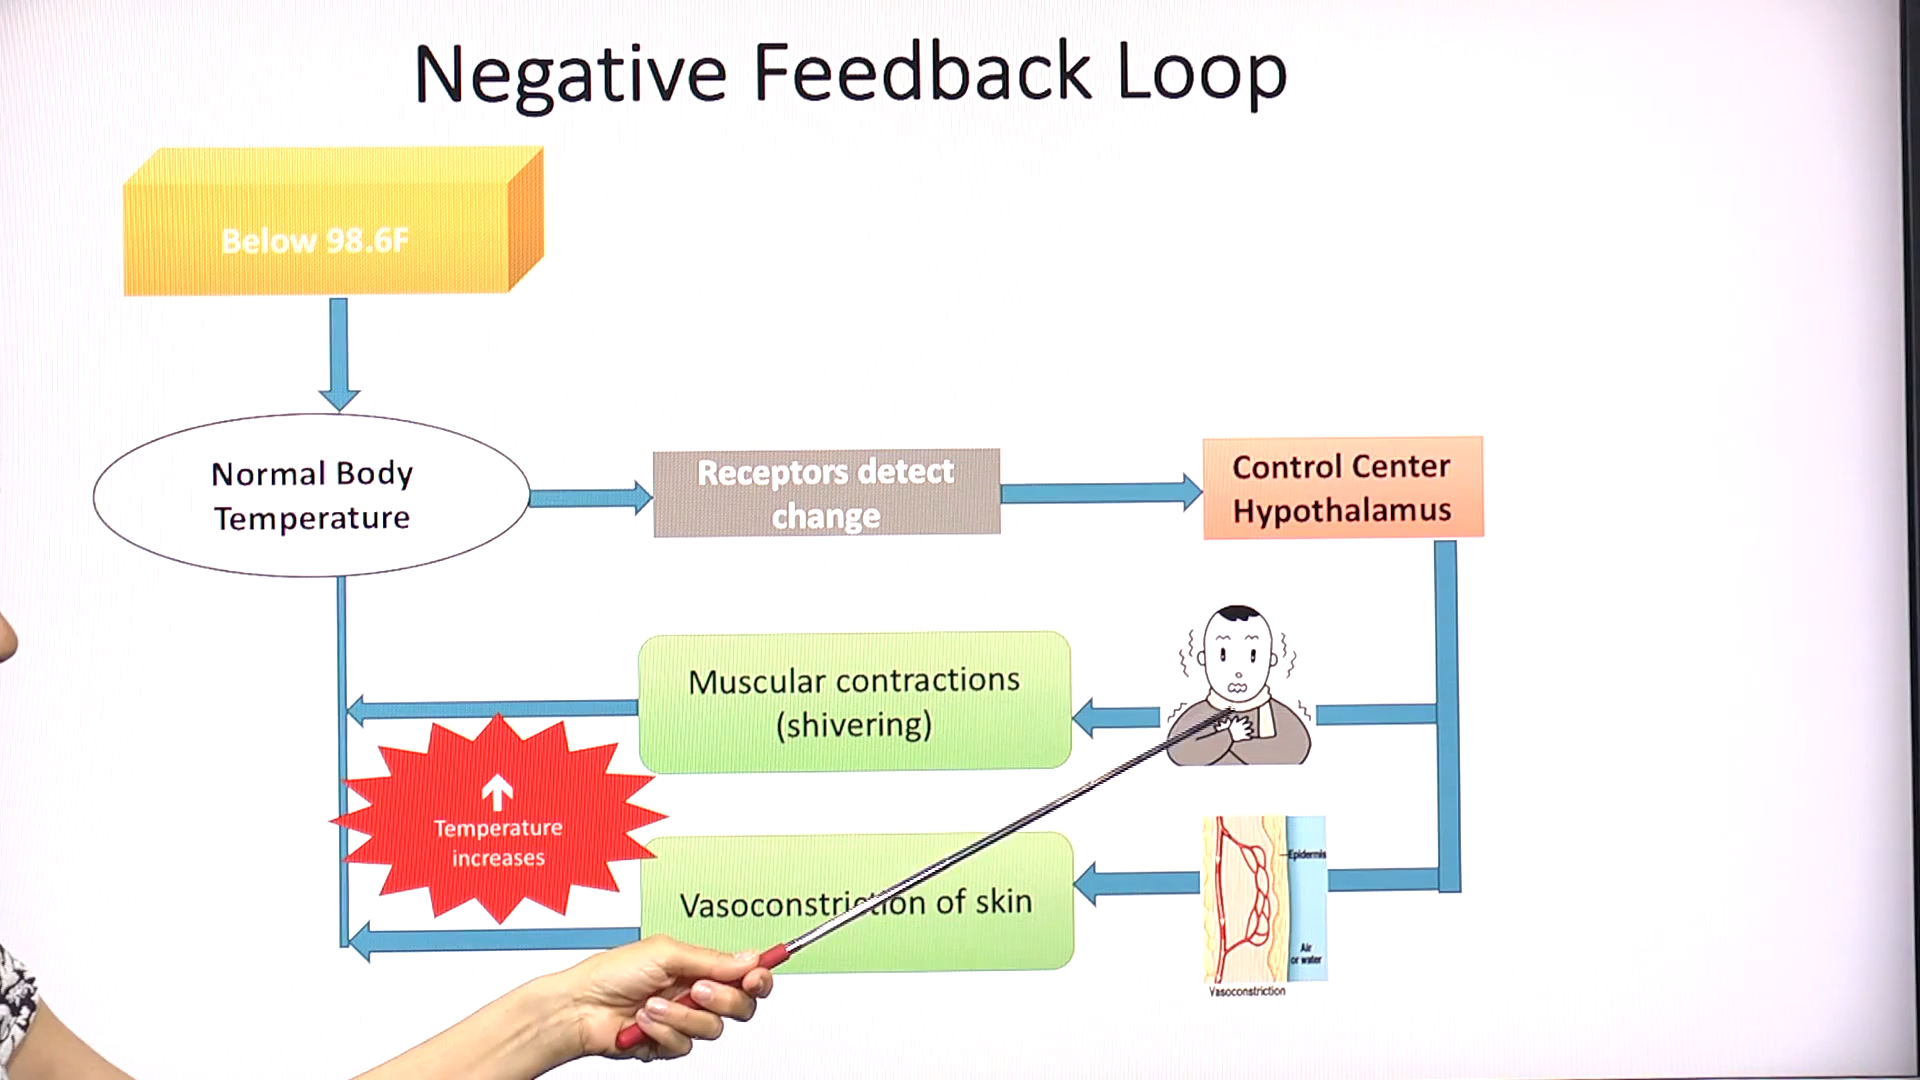 Negative Feedback Loop
Below 98.6F
Normal Body
Temperature
Receptors detect
change
Control Center
Hypothalamus
Muscular contractions
(shivering)
Temperature
increases
Vasoconstriction of skin
Epidermis
Air
or water
Vasoconstriction